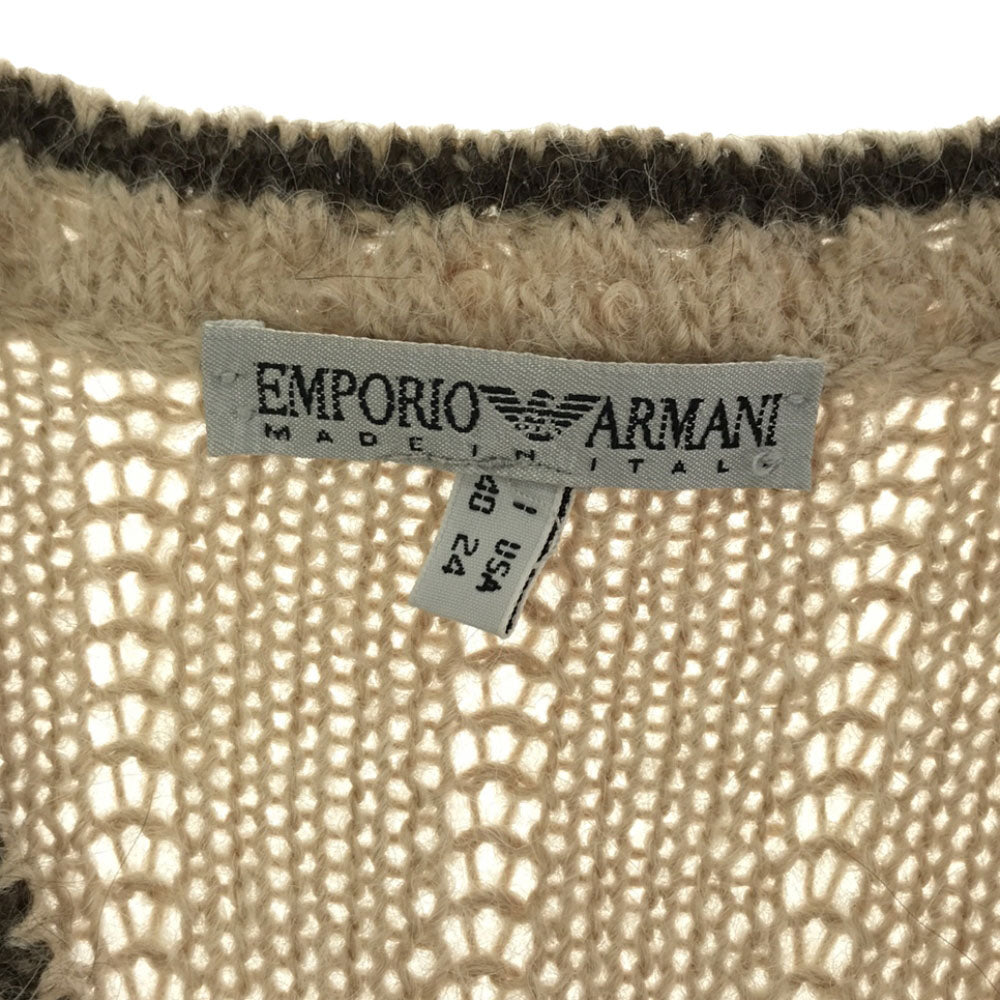 EMPORIO ARMANI
MADE IN ITALY
I USA
40 24